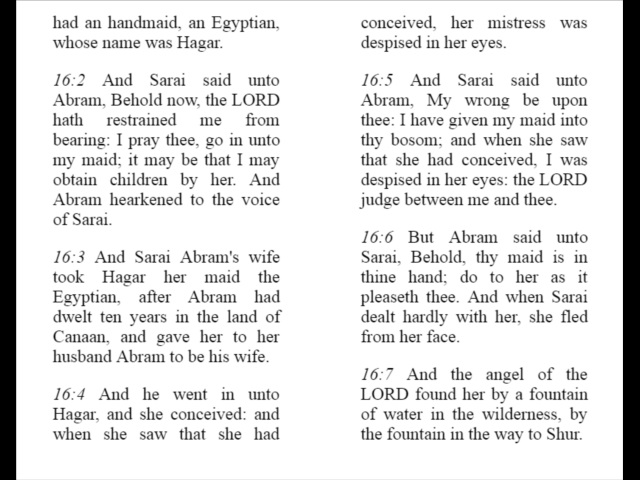 had an handmaid, an Egyptian,
whose name was Hagar.
16:2 And Sarai said unto
Abram, Behold now, the LORD
hath restrained me from
bearing: I pray thee, go in unto
my maid; it may be that I may
obtain children by her. And
Abram hearkened to the voice
of Sarai.
16:3 And Sarai Abram's wife
took Hagar her maid the
Egyptian, after Abram had
dwelt ten years in the land of
Canaan, and gave her to her
husband Abram to be his wife.
16:4 And he went in unto
Hagar, and she conceived: and
when she saw that she had
conceived, her mistress was
despised in her eyes.
16:5 And Sarai said unto
Abram, My wrong be upon
thee: I have given my maid into
thy bosom; and when she saw
that she had conceived, I was
despised in her eyes: the LORD
judge between me and thee.
16:6 But Abram said unto
Sarai, Behold, thy maid is in
thine hand; do to her as it
pleaseth thee. And when Sarai
dealt hardly with her, she fled
from her face.
16:7 And the angel of the
LORD found her by a fountain
of water in the wilderness, by
the fountain in the way to Shur.